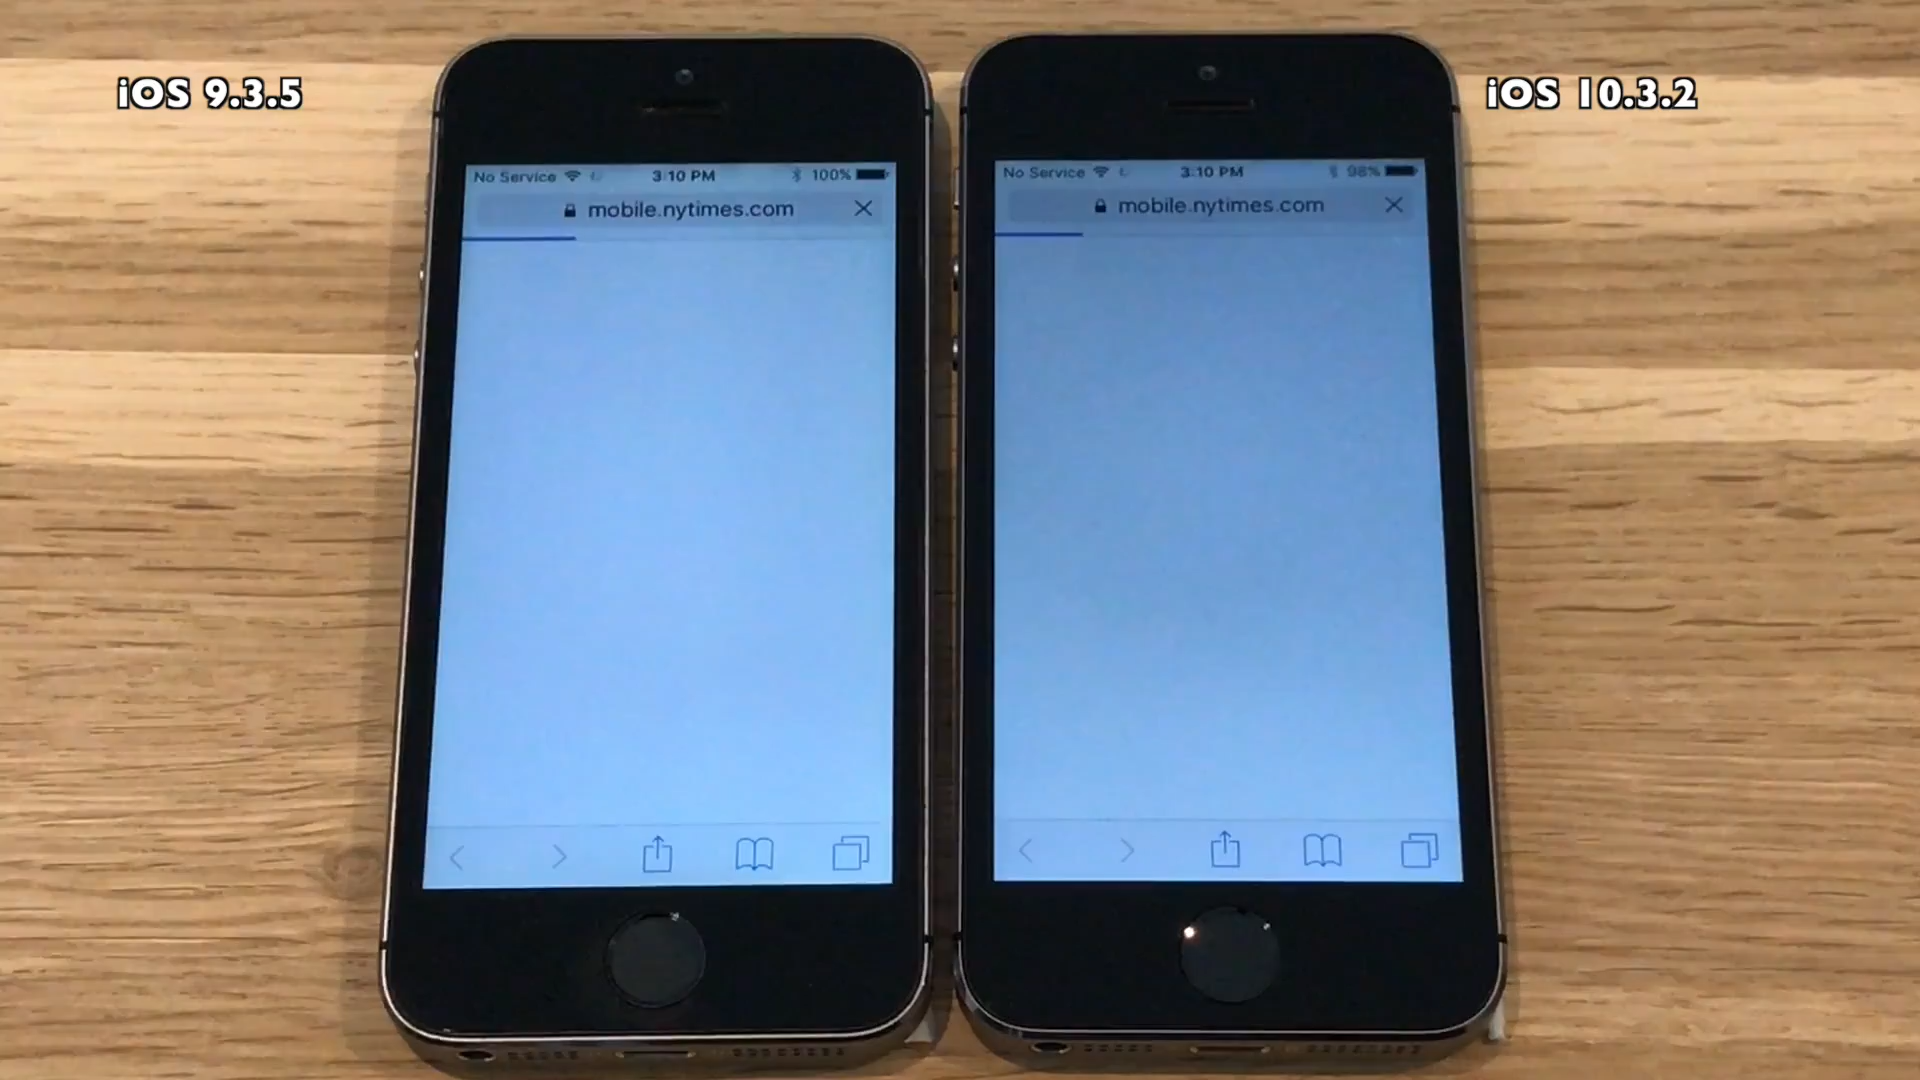 iOS 9.3.5
iOS 10.3.2
No Service 3:10 PM 100%
mobile.nytimes.com
No Service 3:10 PM 98%
mobile.nytimes.com